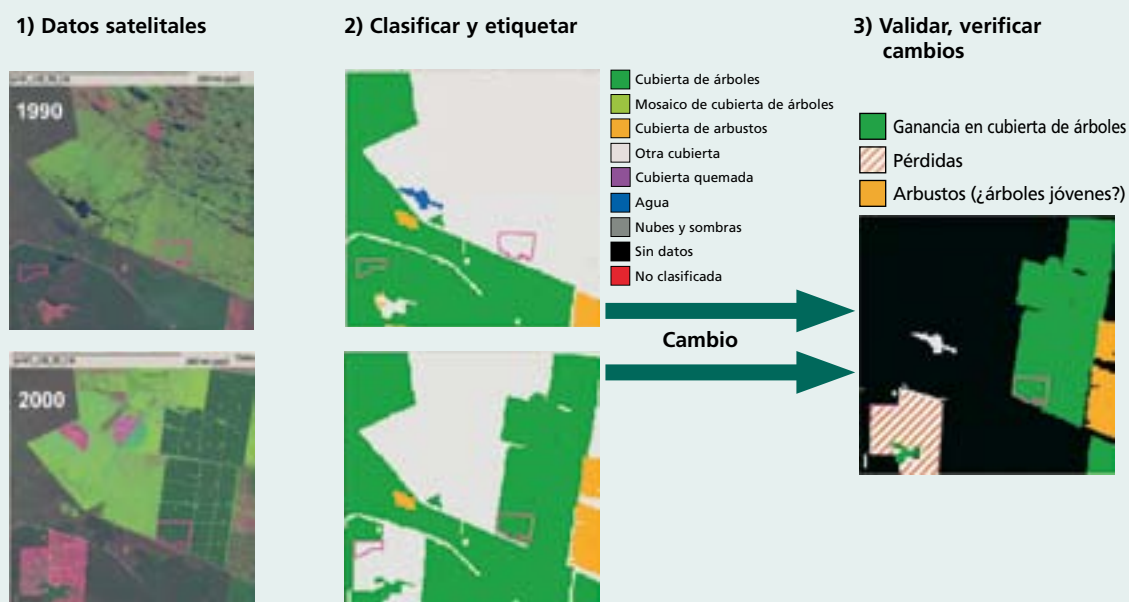 1) Datos satelitales
2) Clasificar y etiquetar
3) Validar, verificar
cambios
1990
2000
Cubierta de árboles
Mosaico de cubierta de árboles
Cubierta de arbustos
Otra cubierta
Cubierta quemada
Agua
Nubes y sombras
Sin datos
No clasificada
Cambio
Ganancia en cubierta de árboles
Pérdidas
Arbustos (¿árboles jóvenes?)